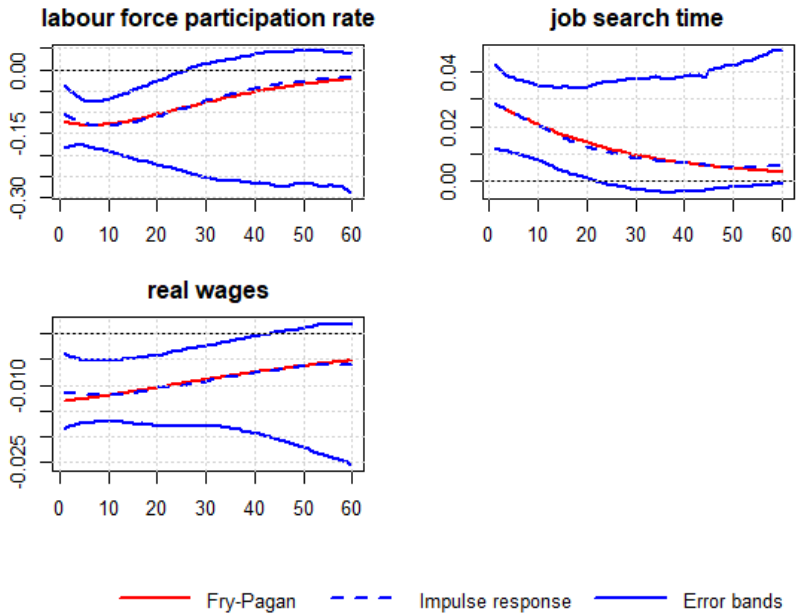 labour force participation rate
0.00
-0.15
-0.30
0 10 20 30 40 50 60
job search time
0.04
0.02
0.00
0 10 20 30 40 50 60
real wages
-0.010
-0.025
0 10 20 30 40 50 60
Fry-Pagan Impulse response Error bands